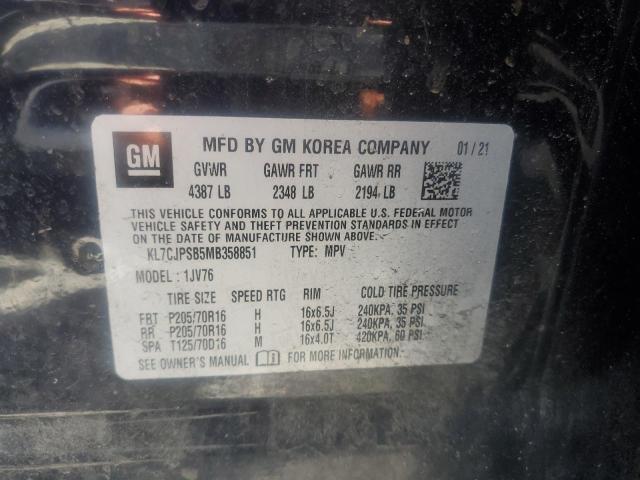 GM
MFD BY GM KOREA COMPANY 01/21
GVWR GAWR FRT GAWR RR
4387 LB 2348 LB 2194 LB
THIS VEHICLE CONFORMS TO ALL APPLICABLE U.S. FEDERAL MOTOR
VEHICLE SAFETY AND THEFT PREVENTION STANDARDS IN EFFECT
ON THE DATE OF MANUFACTURE SHOWN ABOVE.
KL7CJPSB5MB358851 TYPE: MPV
MODEL: 1JV76
TIRE SIZE SPEED RTG RIM COLD TIRE PRESSURE
FRT P205/70R16 H 16x6.5J 240KPA, 35 PSI
RR P205/70R16 H 16x6.5J 240KPA, 35 PSI
SPA T125/70D16 M 16x4.0T 420KPA, 60 PSI
SEE OWNER'S MANUAL FOR MORE INFORMATION.